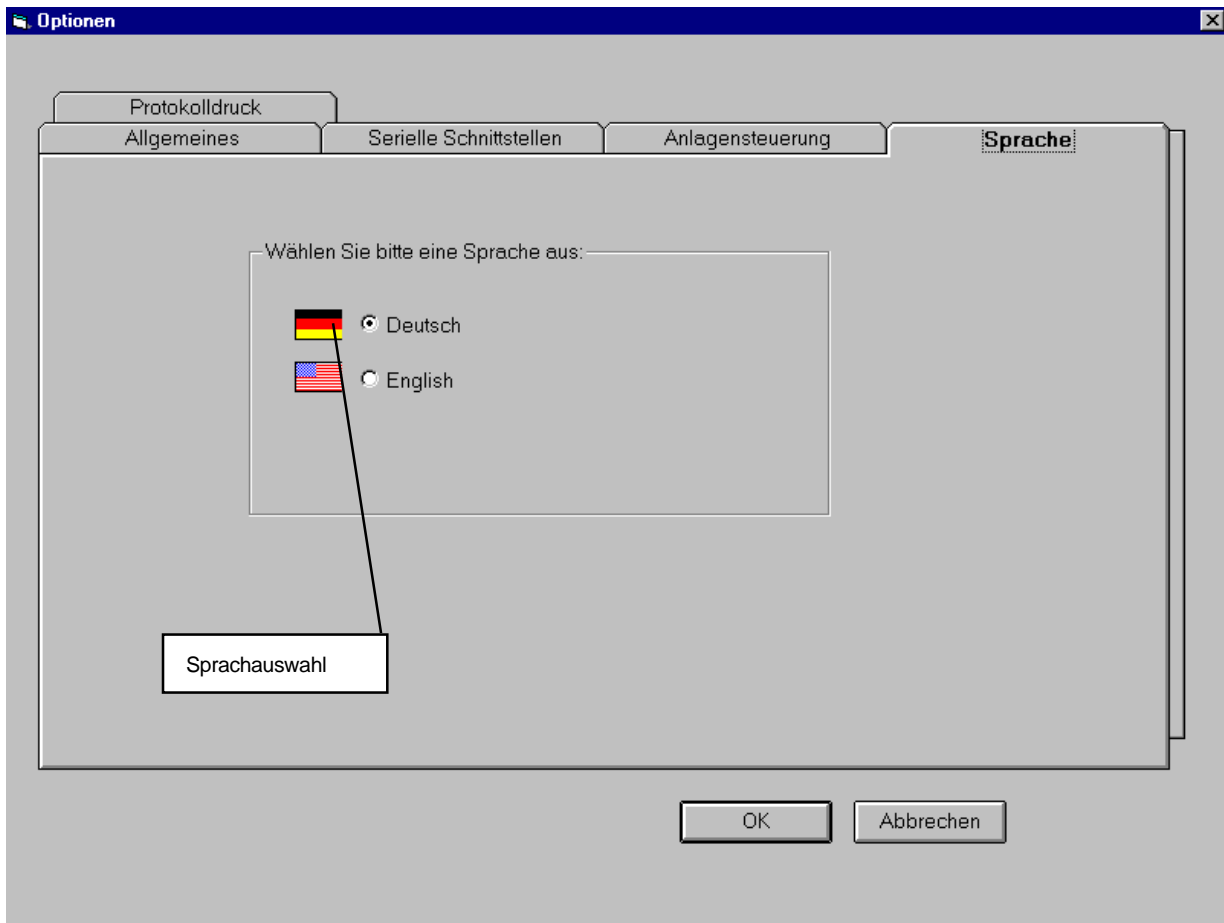 Optionen
Protokolldruck
Allgemeines Serielle Schnittstellen Anlagensteuerung Sprache
Wählen Sie bitte eine Sprache aus:
Deutsch
English
Sprachauswahl
OK Abbrechen